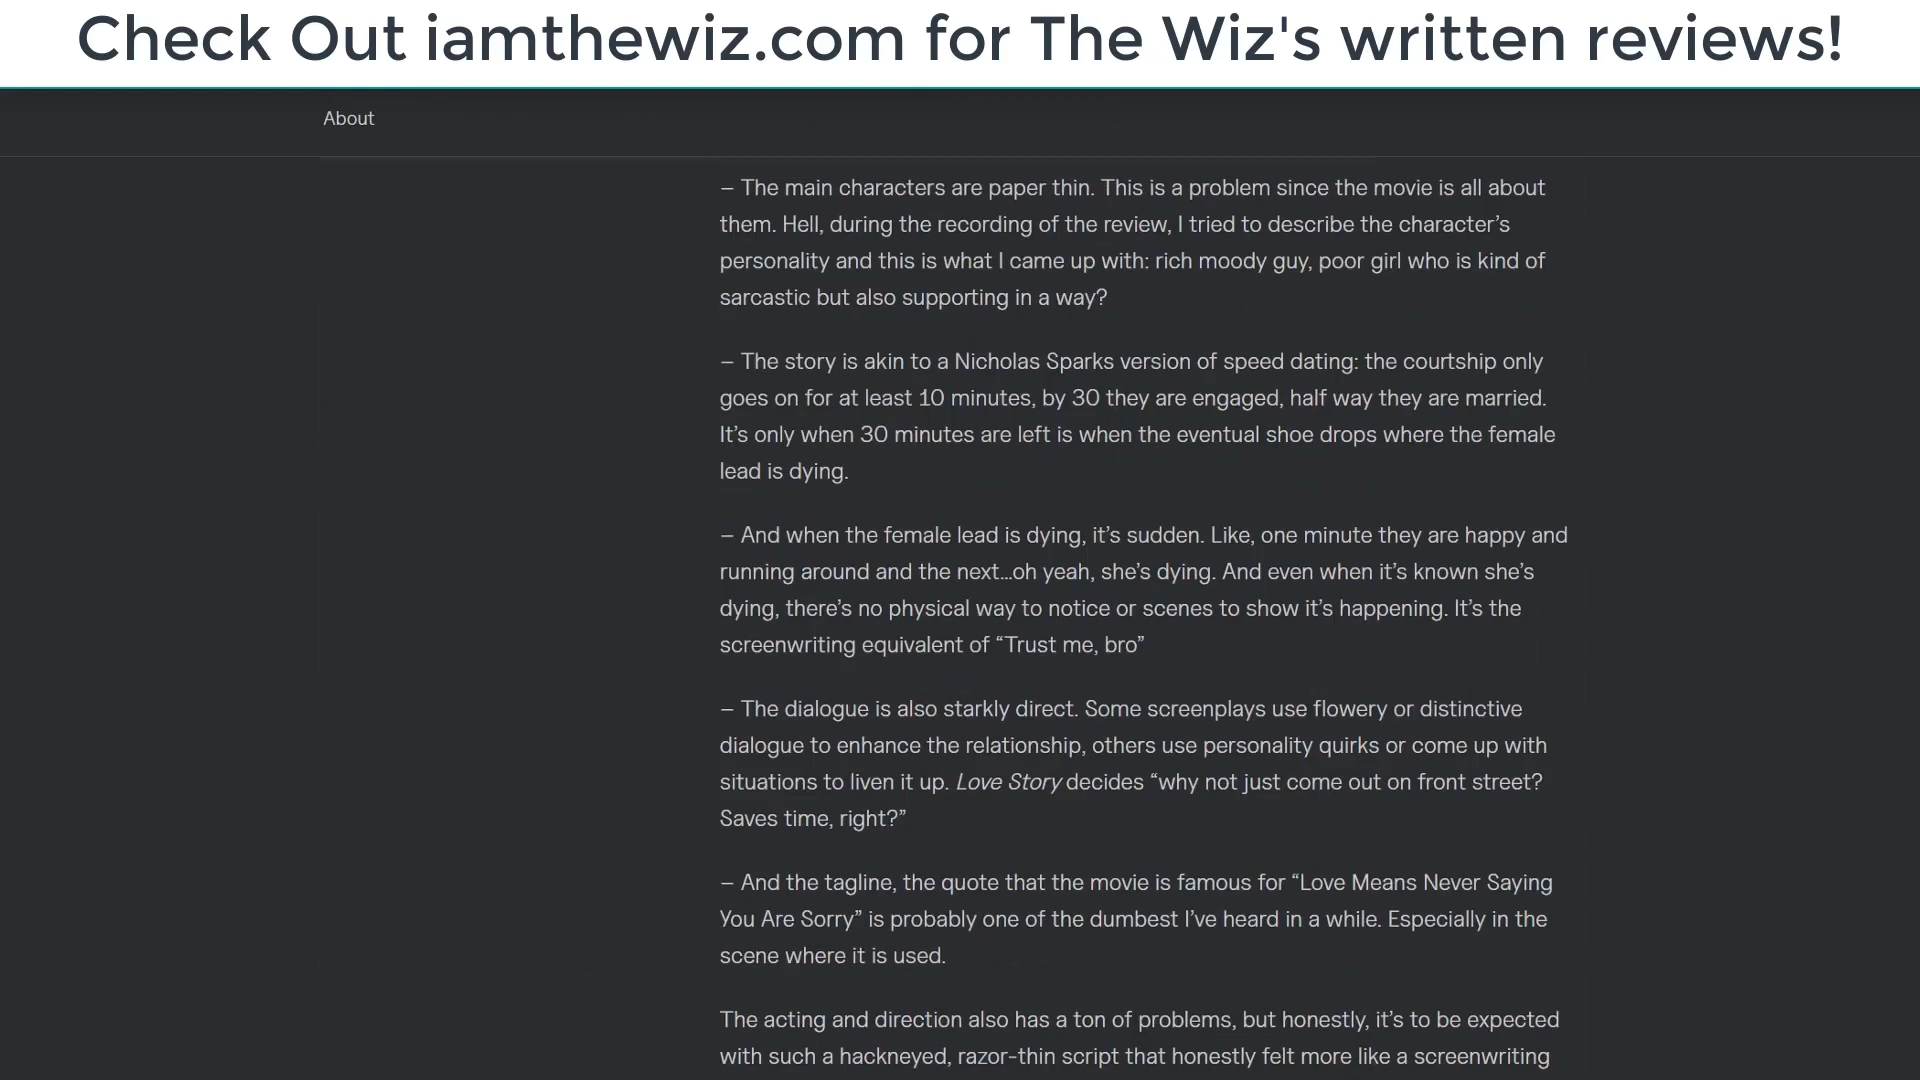 Check Out iamthewiz.com for The Wiz's written reviews!
About
– The main characters are paper thin. This is a problem since the movie is all about
them. Hell, during the recording of the review, I tried to describe the character’s
personality and this is what I came up with: rich moody guy, poor girl who is kind of
sarcastic but also supporting in a way?
– The story is akin to a Nicholas Sparks version of speed dating: the courtship only
goes on for at least 10 minutes, by 30 they are engaged, half way they are married.
It’s only when 30 minutes are left is when the eventual shoe drops where the female
lead is dying.
– And when the female lead is dying, it’s sudden. Like, one minute they are happy and
running around and the next…oh yeah, she’s dying. And even when it’s known she’s
dying, there’s no physical way to notice or scenes to show it’s happening. It’s the
screenwriting equivalent of “Trust me, bro”
– The dialogue is also starkly direct. Some screenplays use flowery or distinctive
dialogue to enhance the relationship, others use personality quirks or come up with
situations to liven it up. Love Story decides “why not just come out on front street?
Saves time, right?”
– And the tagline, the quote that the movie is famous for “Love Means Never Saying
You Are Sorry” is probably one of the dumbest I’ve heard in a while. Especially in the
scene where it is used.
The acting and direction also has a ton of problems, but honestly, it’s to be expected
with such a hackneyed, razor-thin script that honestly felt more like a screenwriting